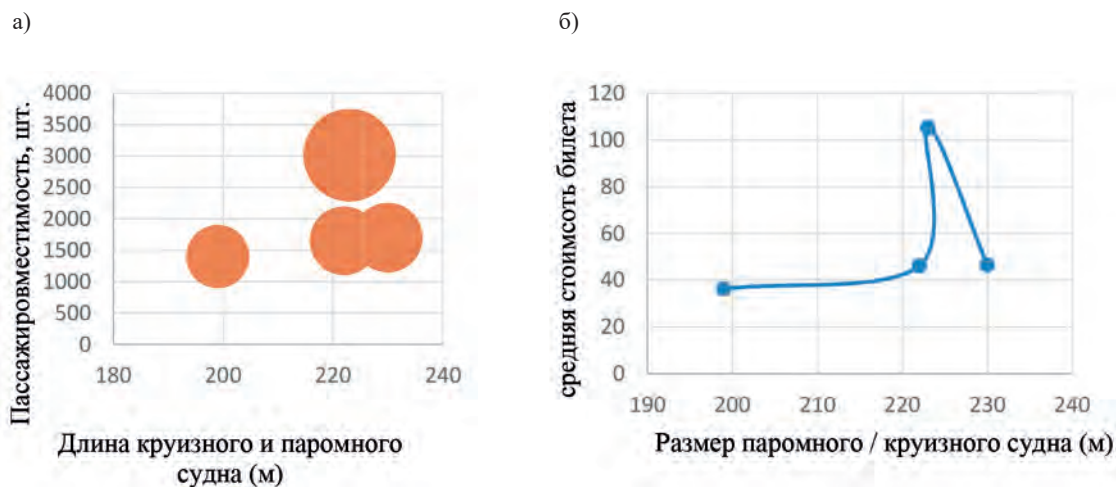 а)
б)
Пассажировместимость, шт.
4000
3500
3000
2500
2000
1500
1000
500
0
180 200 220 240
Длина круизного и паромного
судна (м)
средняя стоимсоть билета
120
100
80
60
40
20
0
190 200 210 220 230 240
Размер паромного / круизного судна (м)